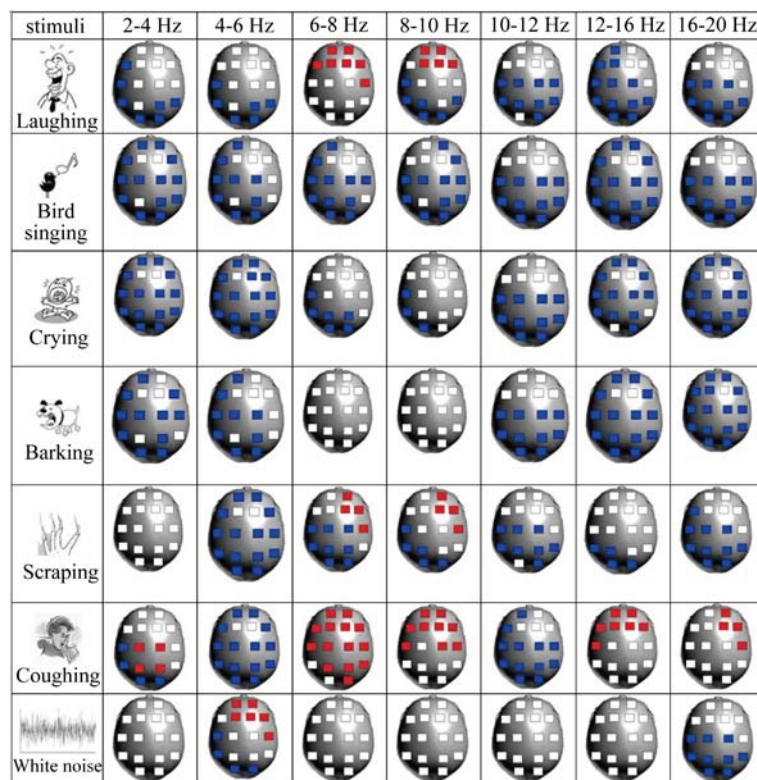 stimuli 2-4 Hz 4-6 Hz 6-8 Hz 8-10 Hz 10-12 Hz 12-16 Hz 16-20 Hz
Laughing
Bird
singing
Crying
Barking
Scraping
Coughing
White noise